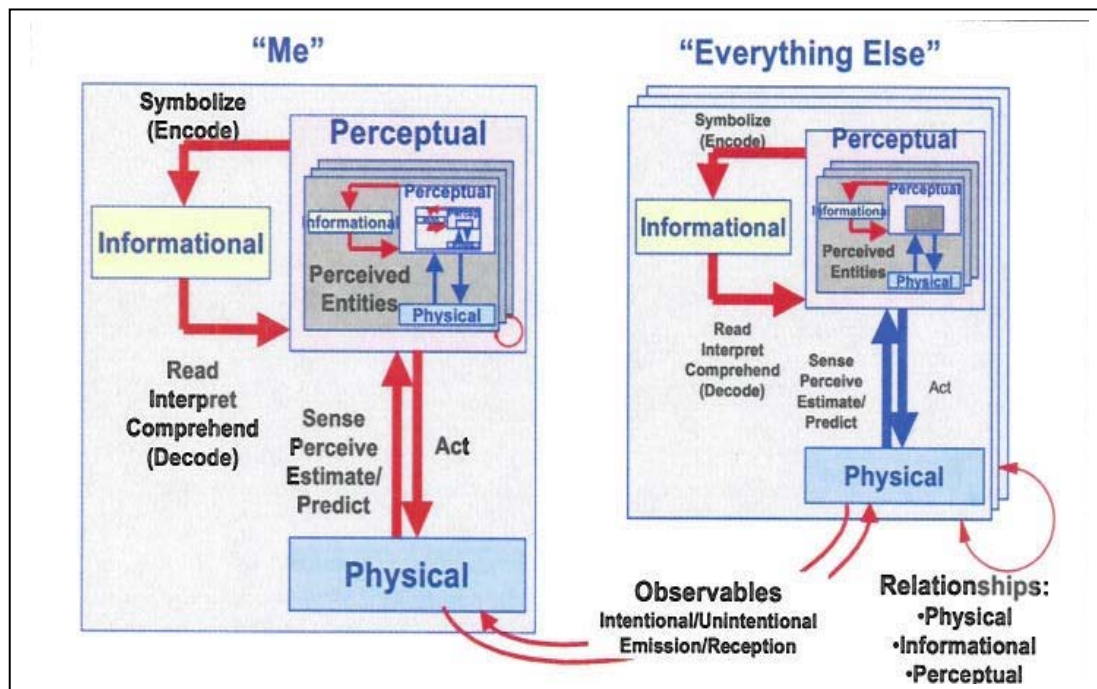 “Me”
Symbolize
(Encode)
Perceptual
Perceptual
Informational
Informational
Perceived
Entities
Physical
Read
Interpret
Comprehend
(Decode)
Sense
Perceive
Estimate/
Predict
Act
Physical
“Everything Else”
Symbolize
(Encode)
Perceptual
Perceptual
Informational
Informational
Perceived
Entities
Physical
Read
Interpret
Comprehend
(Decode)
Sense
Perceive
Estimate/
Predict
Act
Physical
Observables
Intentional/Unintentional
Emission/Reception
Relationships:
•Physical
•Informational
•Perceptual